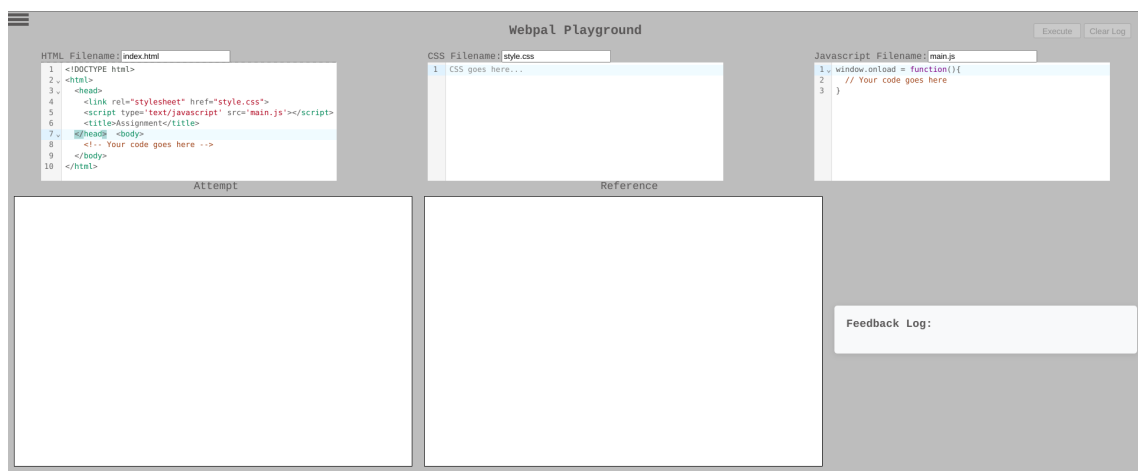 Webpal Playground
Execute
Clear Log
HTML Filename: index.html
1 <!DOCTYPE html>
2 <html>
3 <head>
4 <link rel="stylesheet" href="style.css">
5 <script type='text/javascript' src='main.js'></script>
6 <title>Assignment</title>
7 </head> <body>
8 <!-- Your code goes here -->
9 </body>
10 </html>
CSS Filename: style.css
1 CSS goes here...
Javascript Filename: main.js
1 window.onload = function(){
2 // Your code goes here
3 }
Attempt
Reference
Feedback Log: